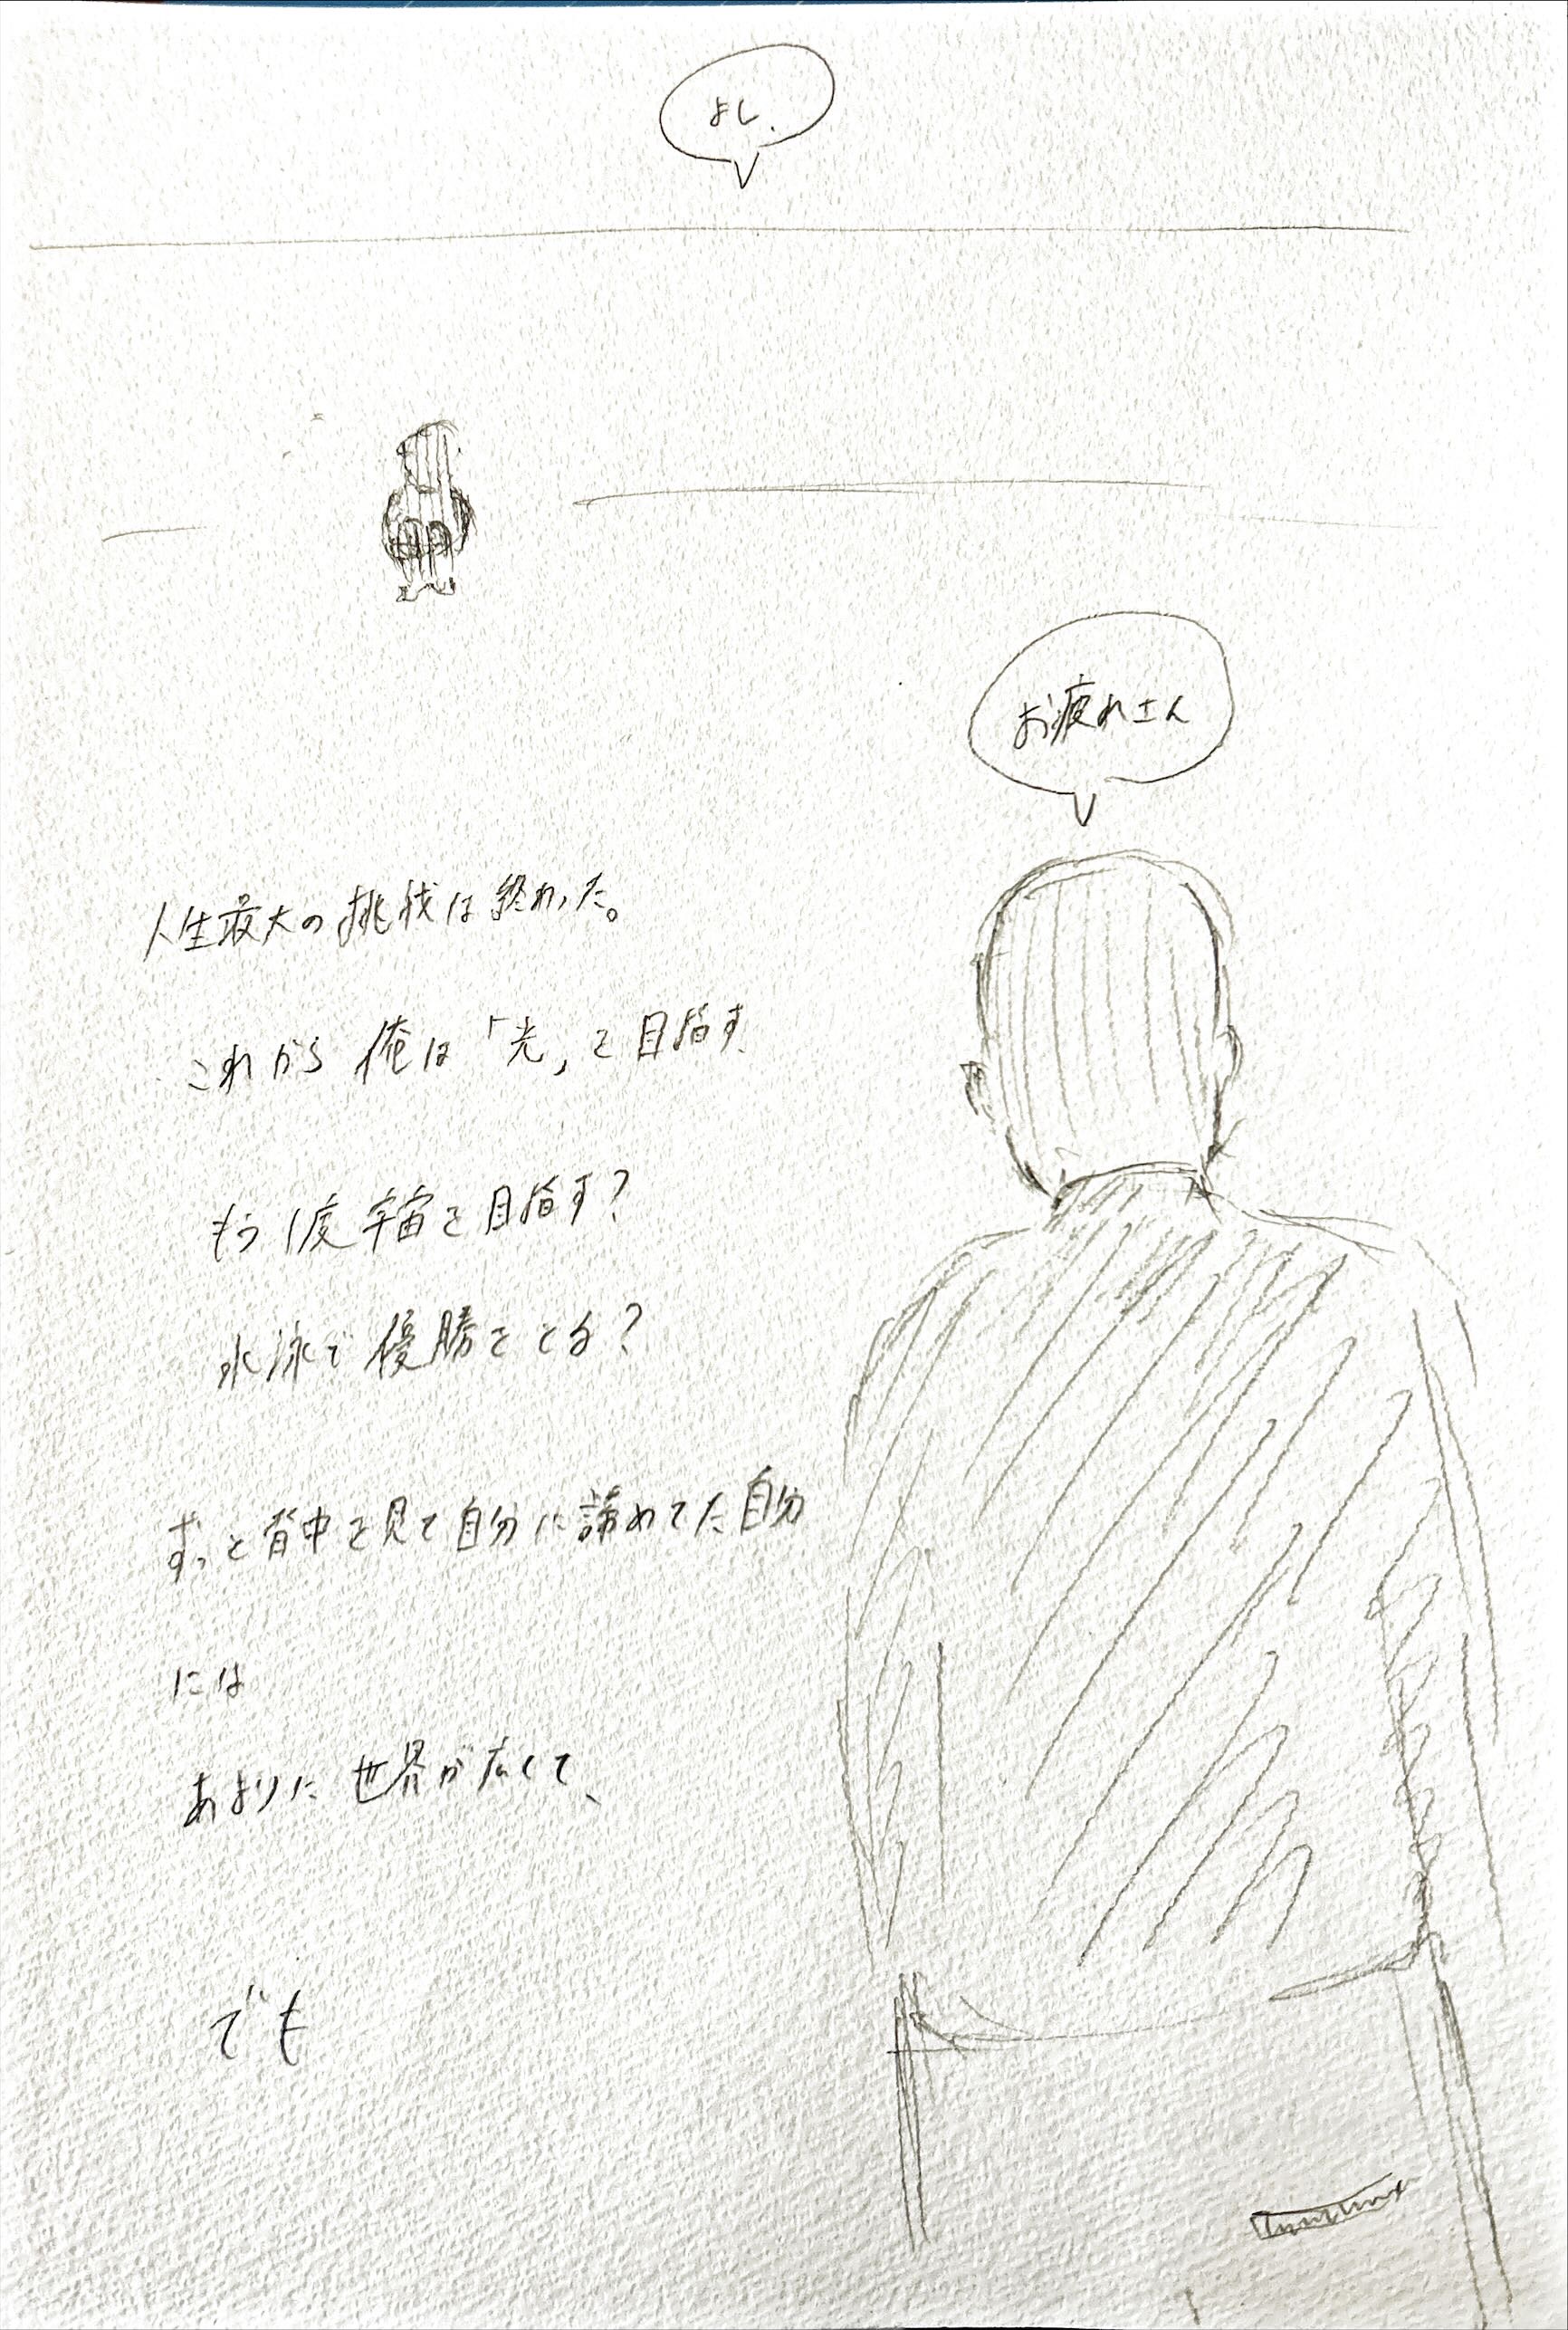 よし.
お疲れさん
人生最大の挑戦は終わった。
これから俺は「光」を目指す
もう1度宇宙を目指す?
水泳で優勝をとる?
ずっと背中を見て自分に諦めてた自分
には
あまりに世界が広くて、
でも